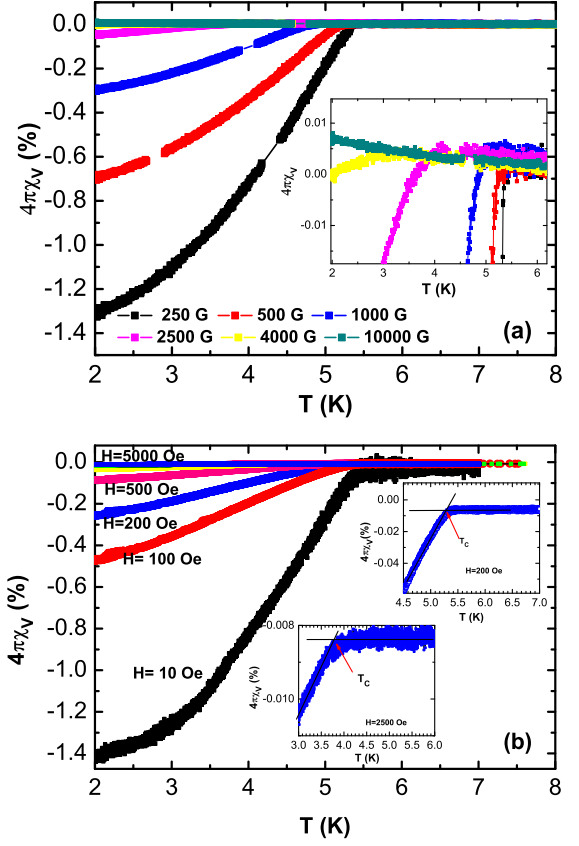 0.0
-0.2
-0.4
-0.6
-0.8
-1.0
-1.2
-1.4
4πχV (%)
0.005
0.000
-0.01
4πχV
2 3 4 5 6
T (K)
250 G 500 G 1000 G
2500 G 4000 G 10000 G
(a)
2 3 4 5 6 7 8
T (K)
0.0
-0.2
-0.4
-0.6
-0.8
-1.0
-1.2
-1.4
4πχV (%)
H=5000 Oe
H=500 Oe
H=200 Oe
H= 100 Oe
H= 10 Oe
0.00
-0.02
-0.04
4πχV (%)
TC
H=200 Oe
4.5 5.0 5.5 6.0 6.5 7.0
T (K)
-0.008
-0.010
4πχV (%)
TC
H=2500 Oe
3.0 3.5 4.0 4.5 5.0 5.5 6.0
T (K)
(b)
2 3 4 5 6 7 8
T (K)